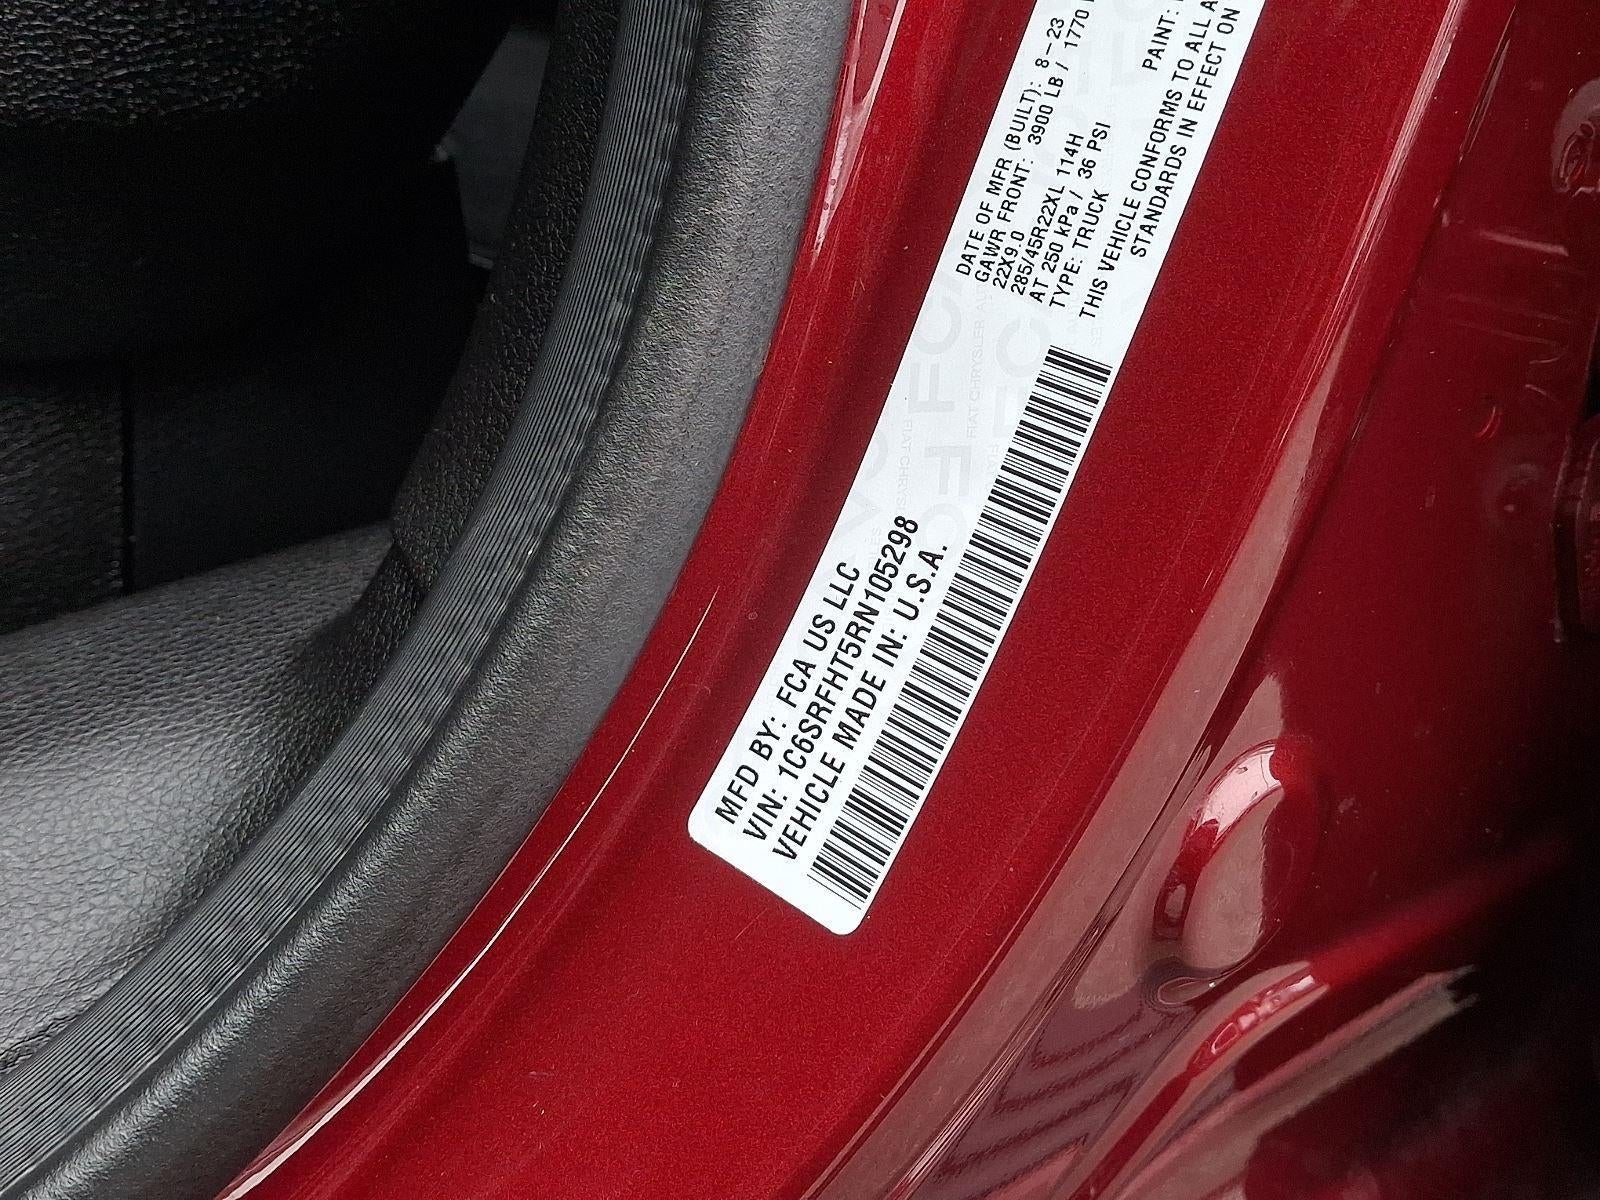 MFD BY: FCA US LLC
VIN: 1C6SRFHT5RN105298
VEHICLE MADE IN: U.S.A.
DATE OF MFR (BUILT): 8-23
GAWR FRONT: 3900 LB / 1770
22X9.0
285/45R22XL 114H
AT 250 kPa / 36 PSI
TYPE: TRUCK
PAINT:
THIS VEHICLE CONFORMS TO ALL A
STANDARDS IN EFFECT ON
FIAT CHRYSLER